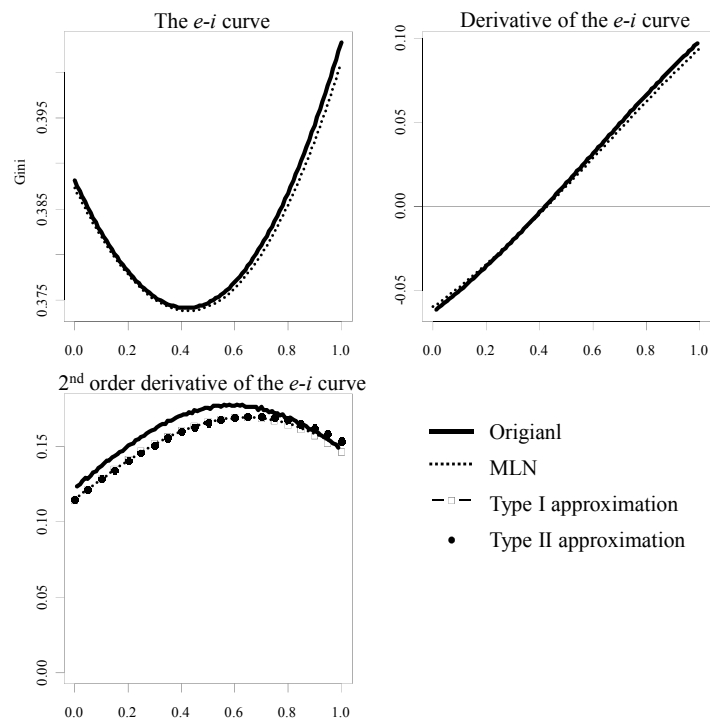 The e-i curve
Gini
0.395
0.385
0.375
0.0 0.2 0.4 0.6 0.8 1.0
Derivative of the e-i curve
0.10
0.05
0.00
-0.05
0.0 0.2 0.4 0.6 0.8 1.0
2nd order derivative of the e-i curve
0.15
0.10
0.05
0.00
0.0 0.2 0.4 0.6 0.8 1.0
Origianl
MLN
Type I approximation
Type II approximation